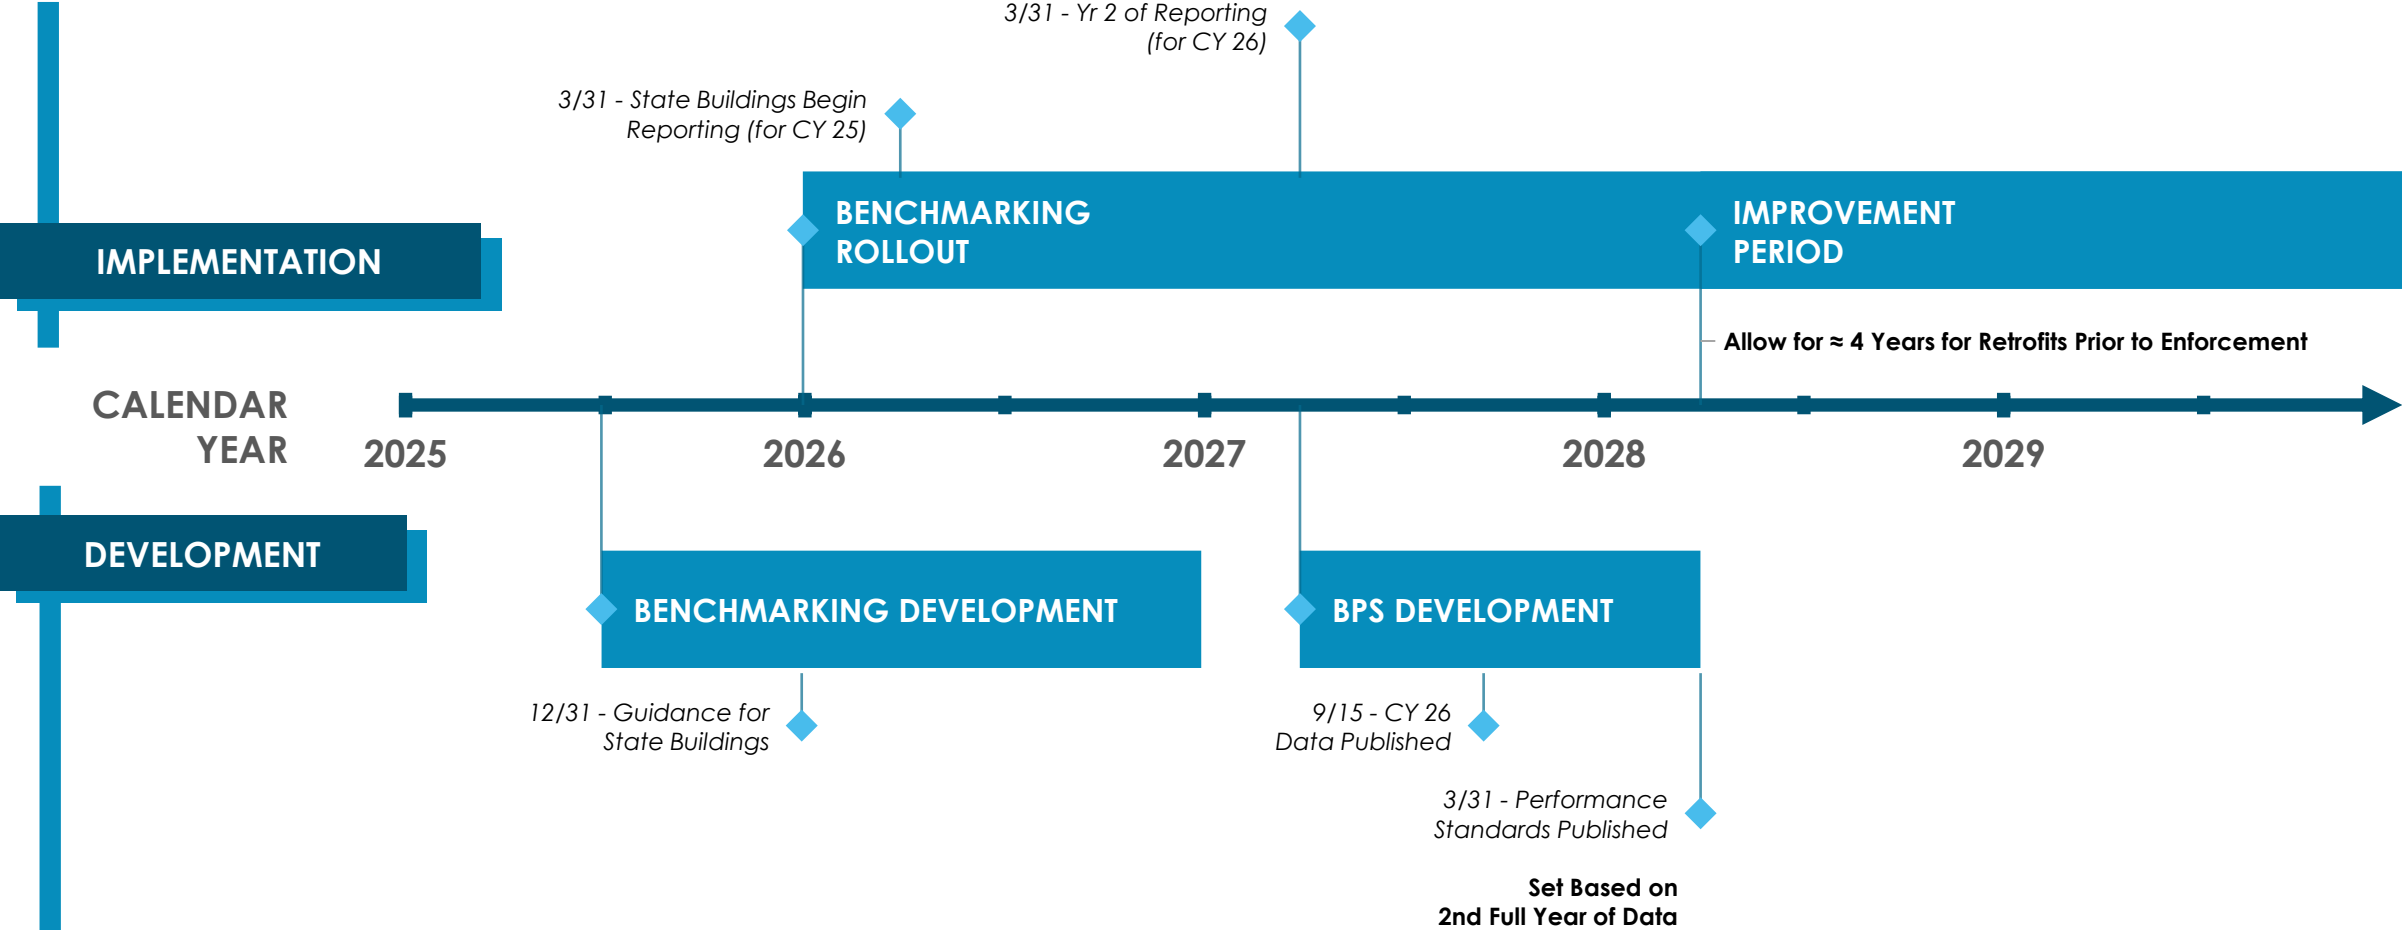 3/31 - Yr 2 of Reporting
(for CY 26)
3/31 - State Buildings Begin
Reporting (for CY 25)
BENCHMARKING
ROLLOUT
IMPROVEMENT
PERIOD
IMPLEMENTATION
Allow for ≈ 4 Years for Retrofits Prior to Enforcement
CALENDAR
YEAR
2025
2026
2027
2028
2029
DEVELOPMENT
BENCHMARKING DEVELOPMENT
BPS DEVELOPMENT
12/31 - Guidance for
State Buildings
9/15 - CY 26
Data Published
3/31 - Performance
Standards Published
Set Based on
2nd Full Year of Data